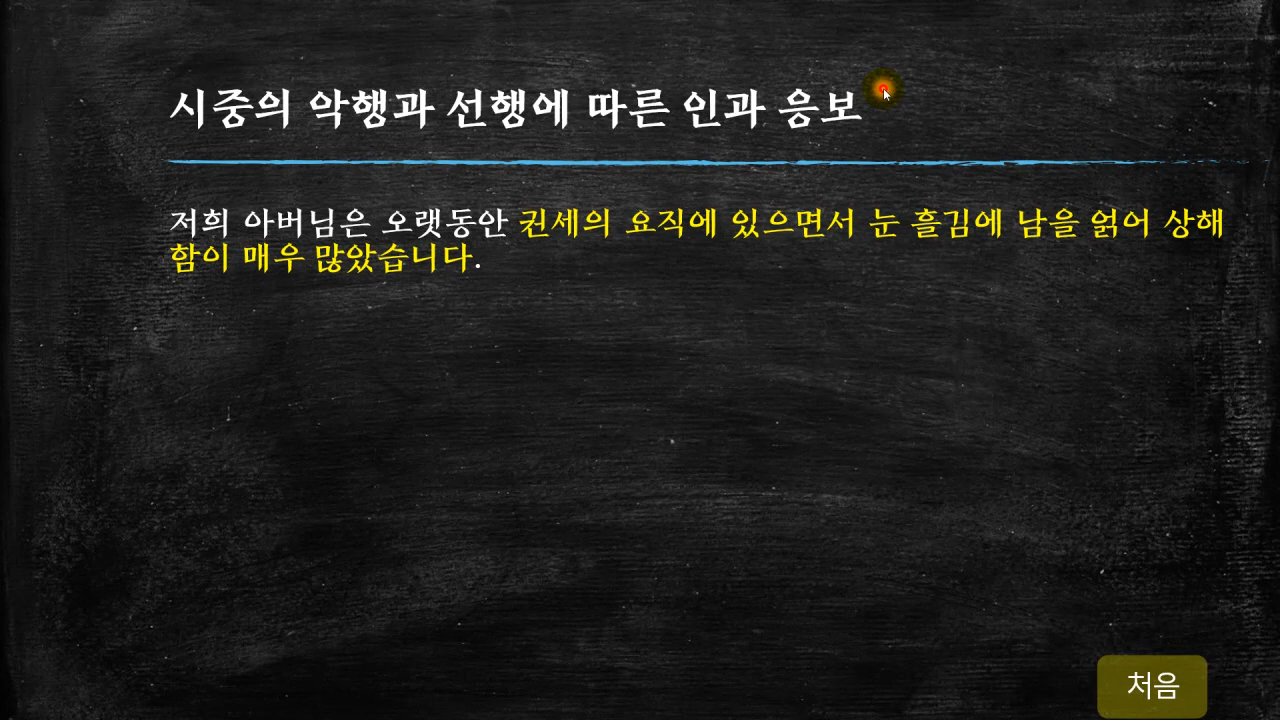 시중의 악행과 선행에 따른 인과 응보
저희 아버님은 오랫동안 권세의 요직에 있으면서 눈 흘김에 남을 얽어 상해
함이 매우 많았습니다.
처음